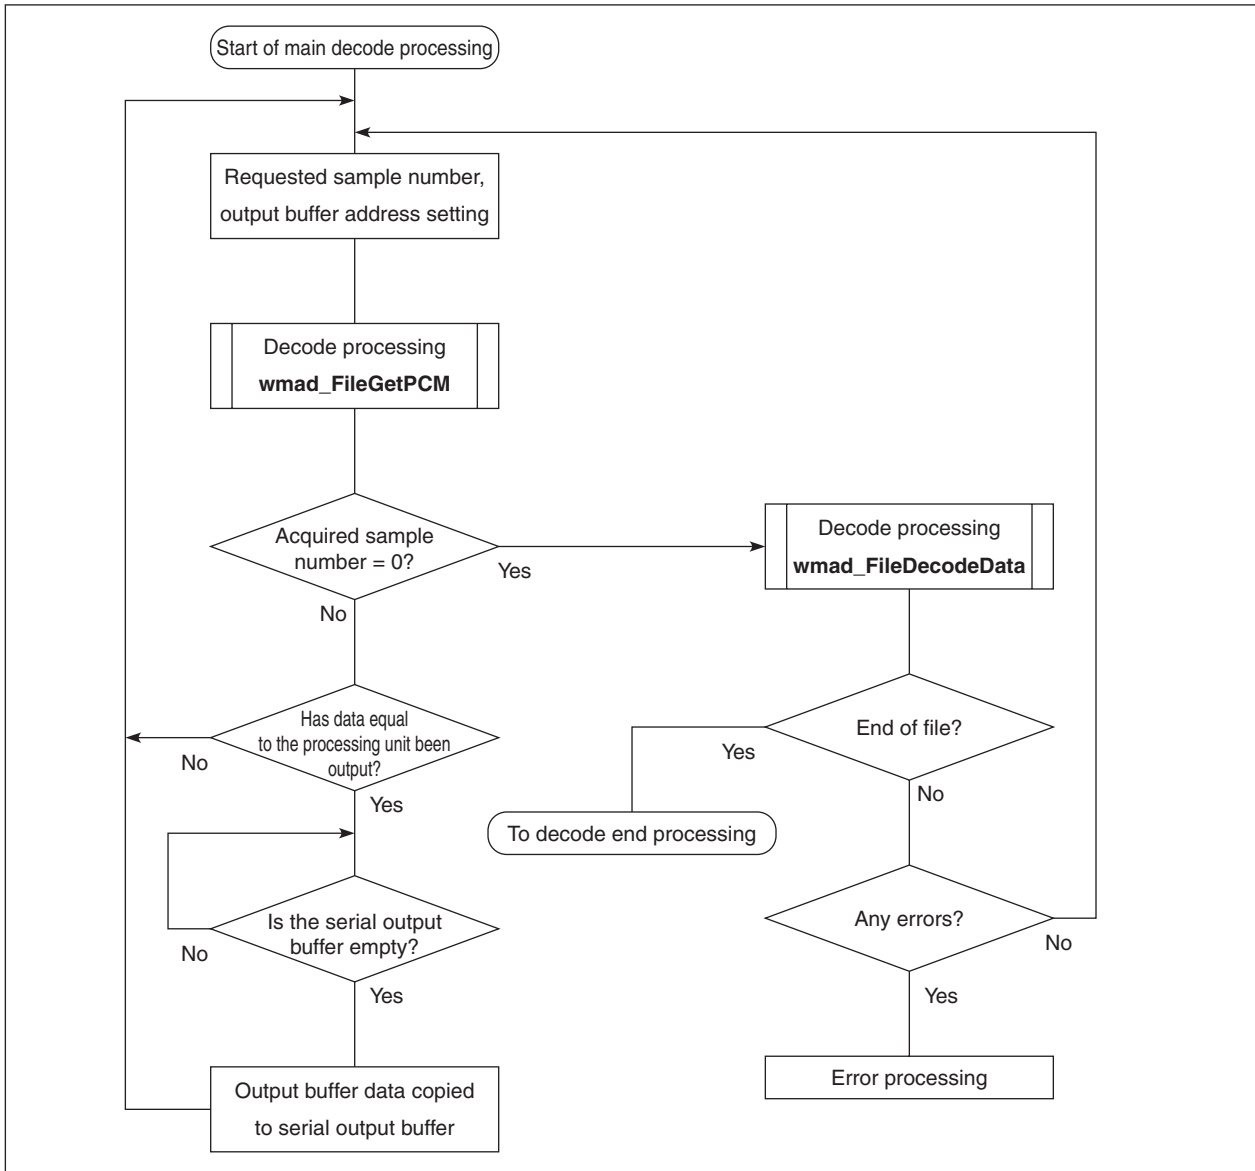 Start of main decode processing
Requested sample number,
output buffer address setting
Decode processing
wmad_FileGetPCM
Acquired sample
number = 0?
Yes
No
Decode processing
wmad_FileDecodeData
Has data equal
to the processing unit been
output?
No
Yes
End of file?
Yes
No
To decode end processing
Is the serial output
buffer empty?
No
Yes
Any errors?
No
Yes
Output buffer data copied
to serial output buffer
Error processing